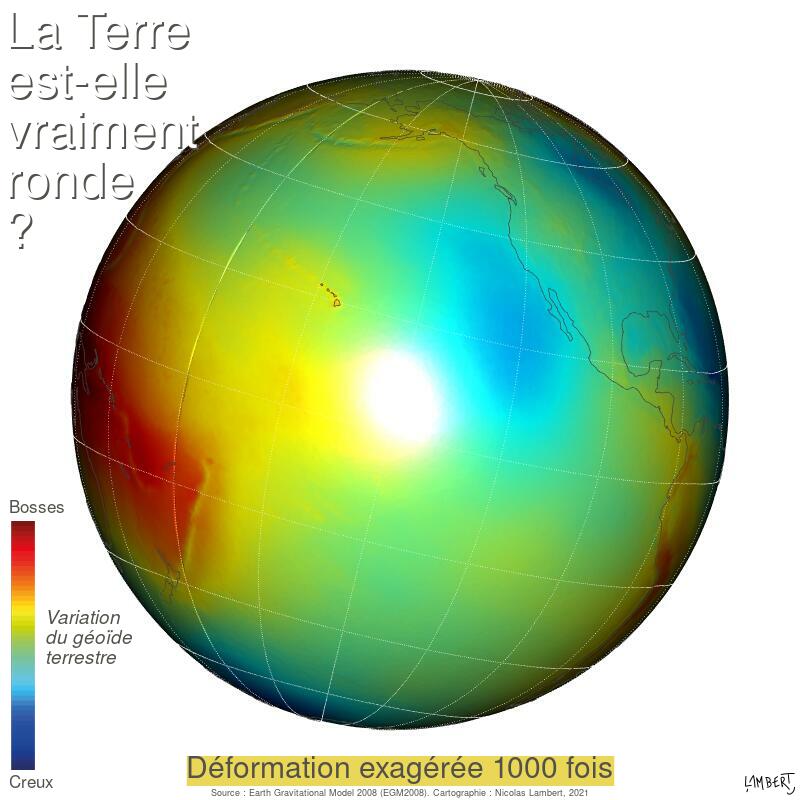 La Terre
est-elle
vraiment
ronde
?
Bosses
Variation
du géoïde
terrestre
Creux
Déformation exagérée 1000 fois
Source : Earth Gravitational Model 2008 (EGM2008). Cartographie : Nicolas Lambert, 2021
LAMBERT